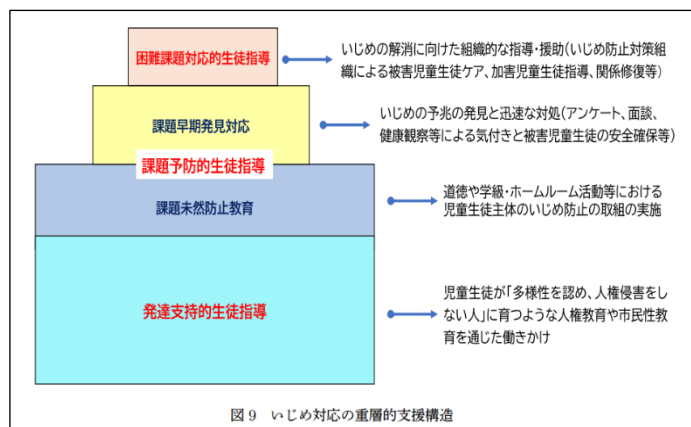 困難課題対応的生徒指導
いじめの解消に向けた組織的な指導・援助(いじめ防止対策組
織による被害児童生徒ケア、加害児童生徒指導、関係修復等)
課題早期発見対応
いじめの予兆の発見と迅速な対処(アンケート、面談、
健康観察等による気付きと被害児童生徒の安全確保等)
課題予防的生徒指導
課題未然防止教育
道徳や学級・ホームルーム活動等における
児童生徒主体のいじめ防止の取組の実施
発達支持的生徒指導
児童生徒が「多様性を認め、人権侵害をし
ない人」に育つような人権教育や市民性教
育を通じた働きかけ
図9 いじめ対応の重層的支援構造